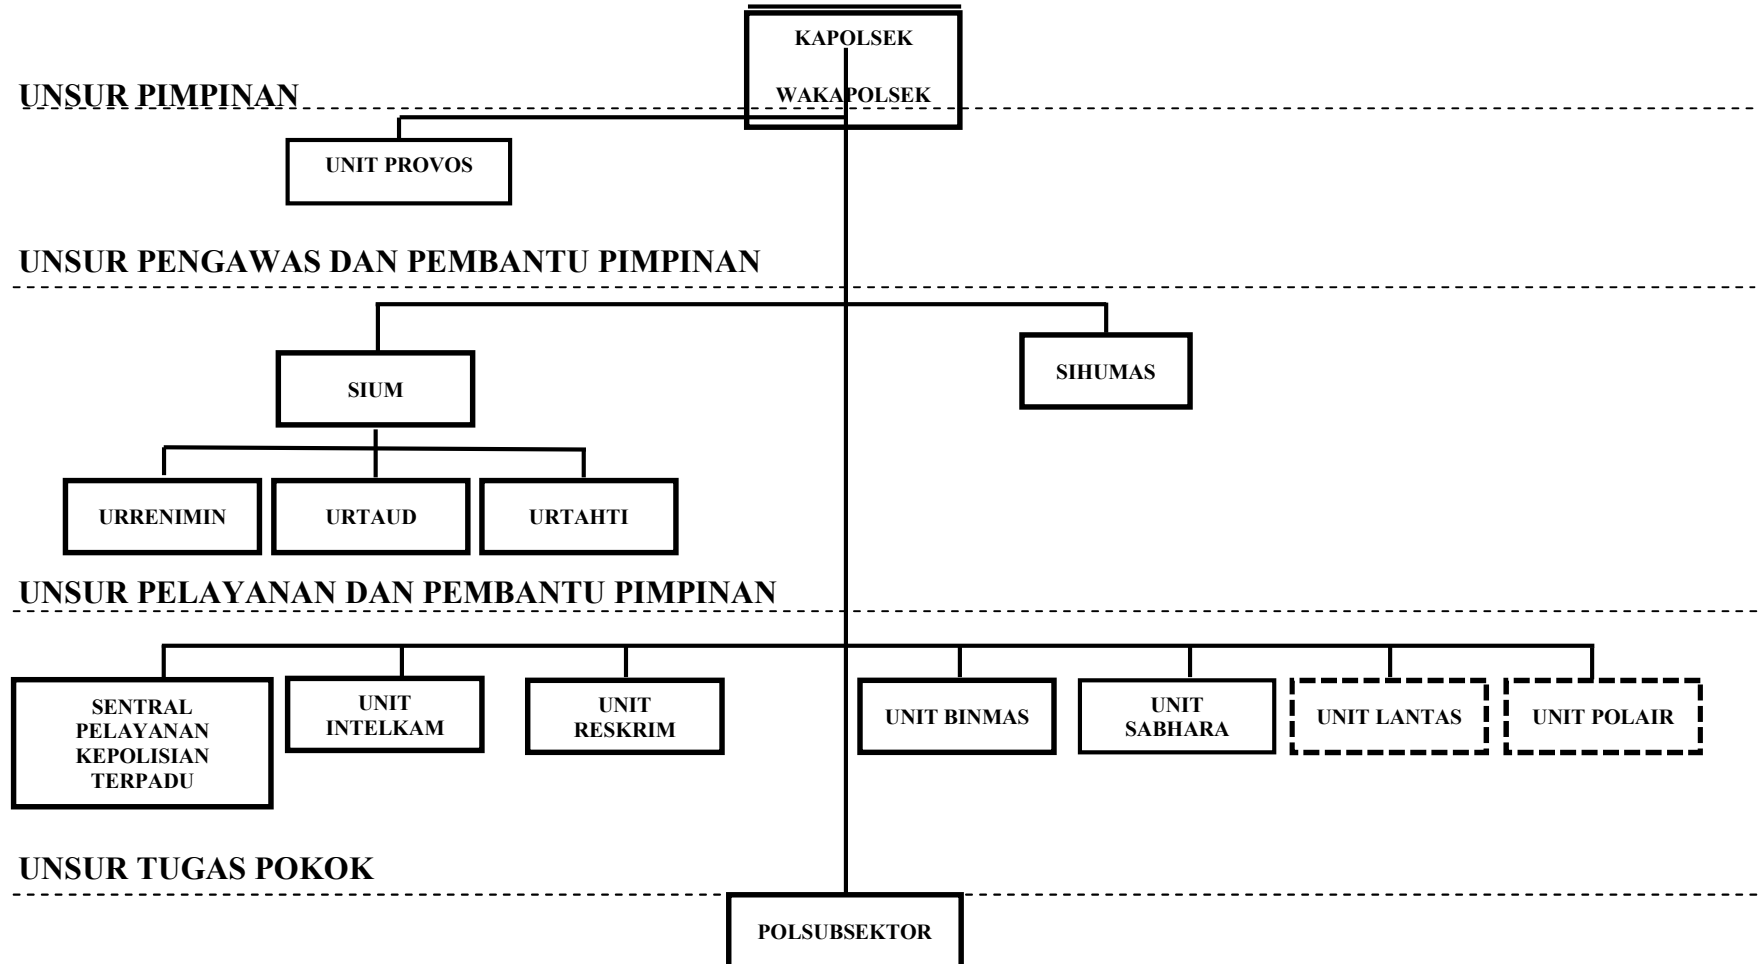 KAPOLSEK
WAKAPOLSEK
UNSUR PIMPINAN
UNIT PROVOS
UNSUR PENGAWAS DAN PEMBANTU PIMPINAN
SIUM
SIHUMAS
URRENIMIN
URTAUD
URTAHTI
UNSUR PELAYANAN DAN PEMBANTU PIMPINAN
SENTRAL
PELAYANAN
KEPOLISIAN
TERPADU
UNIT
INTELKAM
UNIT
RESKRIM
UNIT BINMAS
UNIT
SABHARA
UNIT LANTAS
UNIT POLAIR
UNSUR TUGAS POKOK
POLSUBSEKTOR